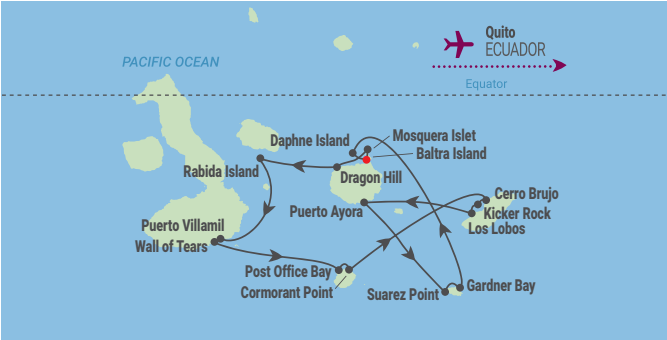 Quito
ECUADOR
PACIFIC OCEAN
Equator
Daphne Island
Mosquera Islet
Baltra Island
Rabida Island
Dragon Hill
Cerro Brujo
Puerto Ayora
Kicker Rock
Los Lobos
Puerto Villamil
Wall of Tears
Post Office Bay
Cormorant Point
Suarez Point
Gardner Bay